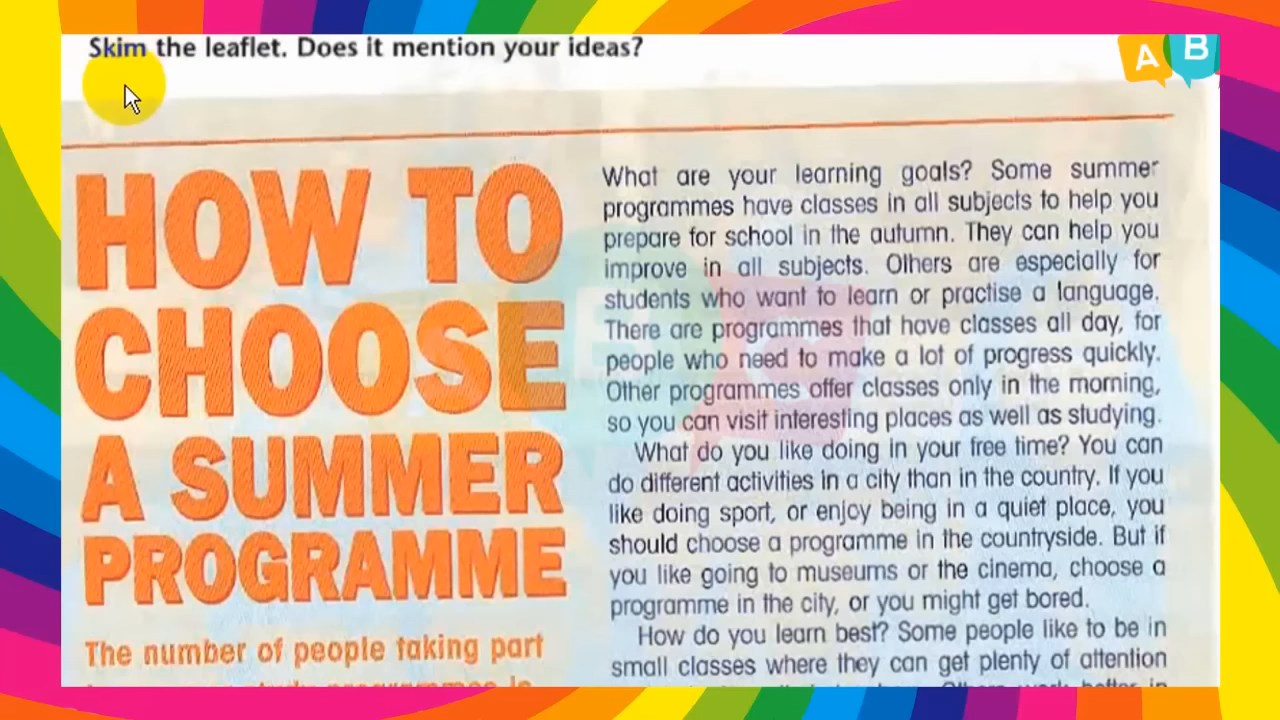 Skim the leaflet. Does it mention your ideas?
A B
HOW TO
CHOOSE
A SUMMER
PROGRAMME
The number of people taking part
What are your learning goals? Some summer
programmes have classes in all subjects to help you
prepare for school in the autumn. They can help you
improve in all subjects. Others are especially for
students who want to learn or practise a language.
There are programmes that have classes all day, for
people who need to make a lot of progress quickly.
Other programmes offer classes only in the morning,
so you can visit interesting places as well as studying.
What do you like doing in your free time? You can
do different activities in a city than in the country. If you
like doing sport, or enjoy being in a quiet place, you
should choose a programme in the countryside. But if
you like going to museums or the cinema, choose a
programme in the city, or you might get bored.
How do you learn best? Some people like to be in
small classes where they can get plenty of attention